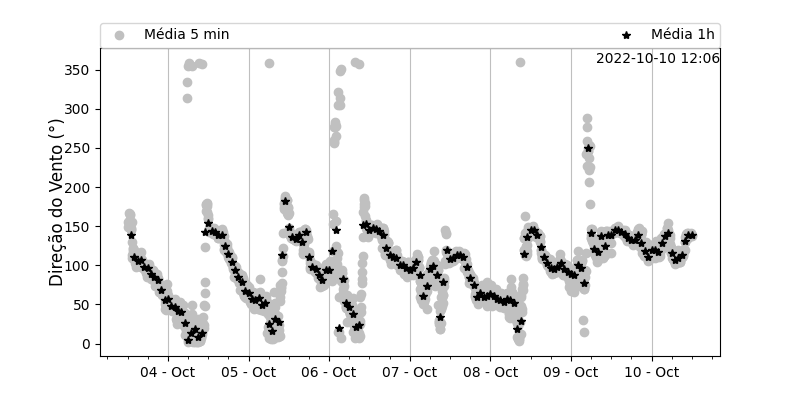 Média 5 min
Média 1h
2022-10-10 12:06
Direção do Vento (°)
350
300
250
200
150
100
50
0
04 - Oct
05 - Oct
06 - Oct
07 - Oct
08 - Oct
09 - Oct
10 - Oct